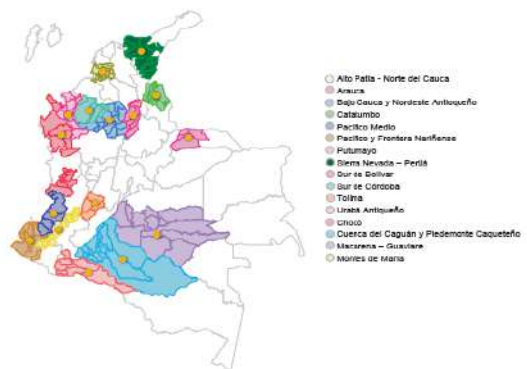 Alto Patía - Norte del Cauca
Arauca
Bajo Cauca y Nordeste Antioqueño
Catatumbo
Pacífico Medio
Pacífico y Frontera Nariñense
Putumayo
Sierra Nevada – Perijá
Sur de Bolívar
Sur de Córdoba
Tolima
Urabá Antioqueño
Chocó
Cuenca del Caguán y Piedemonte Caqueteño
Macarena – Guaviare
Montes de María